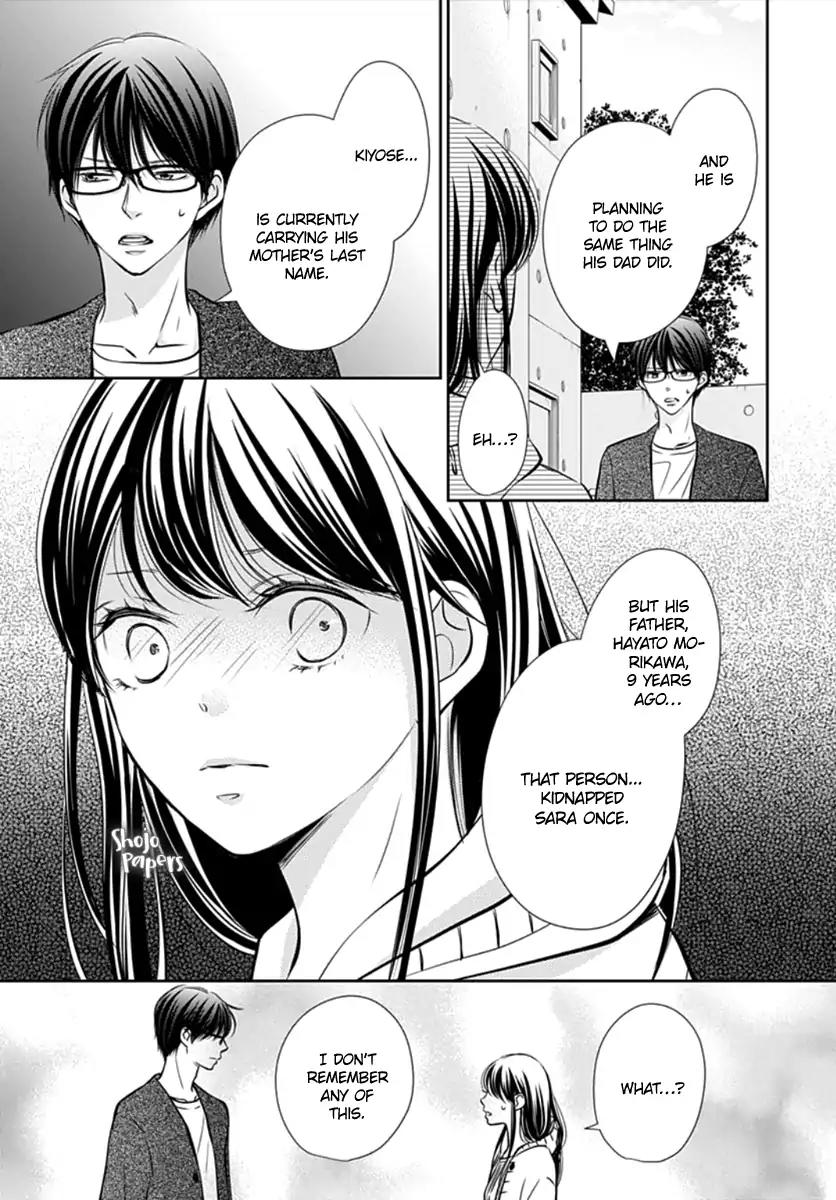 AND
HE IS
PLANNING
TO DO THE
SAME THING
HIS DAD DID.
EH...?
KIYOSE...
IS CURRENTLY
CARRYING HIS
MOTHER'S LAST
NAME.
BUT HIS
FATHER,
HAYATO MO-
RIKAWA,
9 YEARS
AGO...
THAT PERSON...
KIDNAPPED
SARA ONCE.
Shojo
Papers
WHAT...?
I DON'T
REMEMBER
ANY OF
THIS.